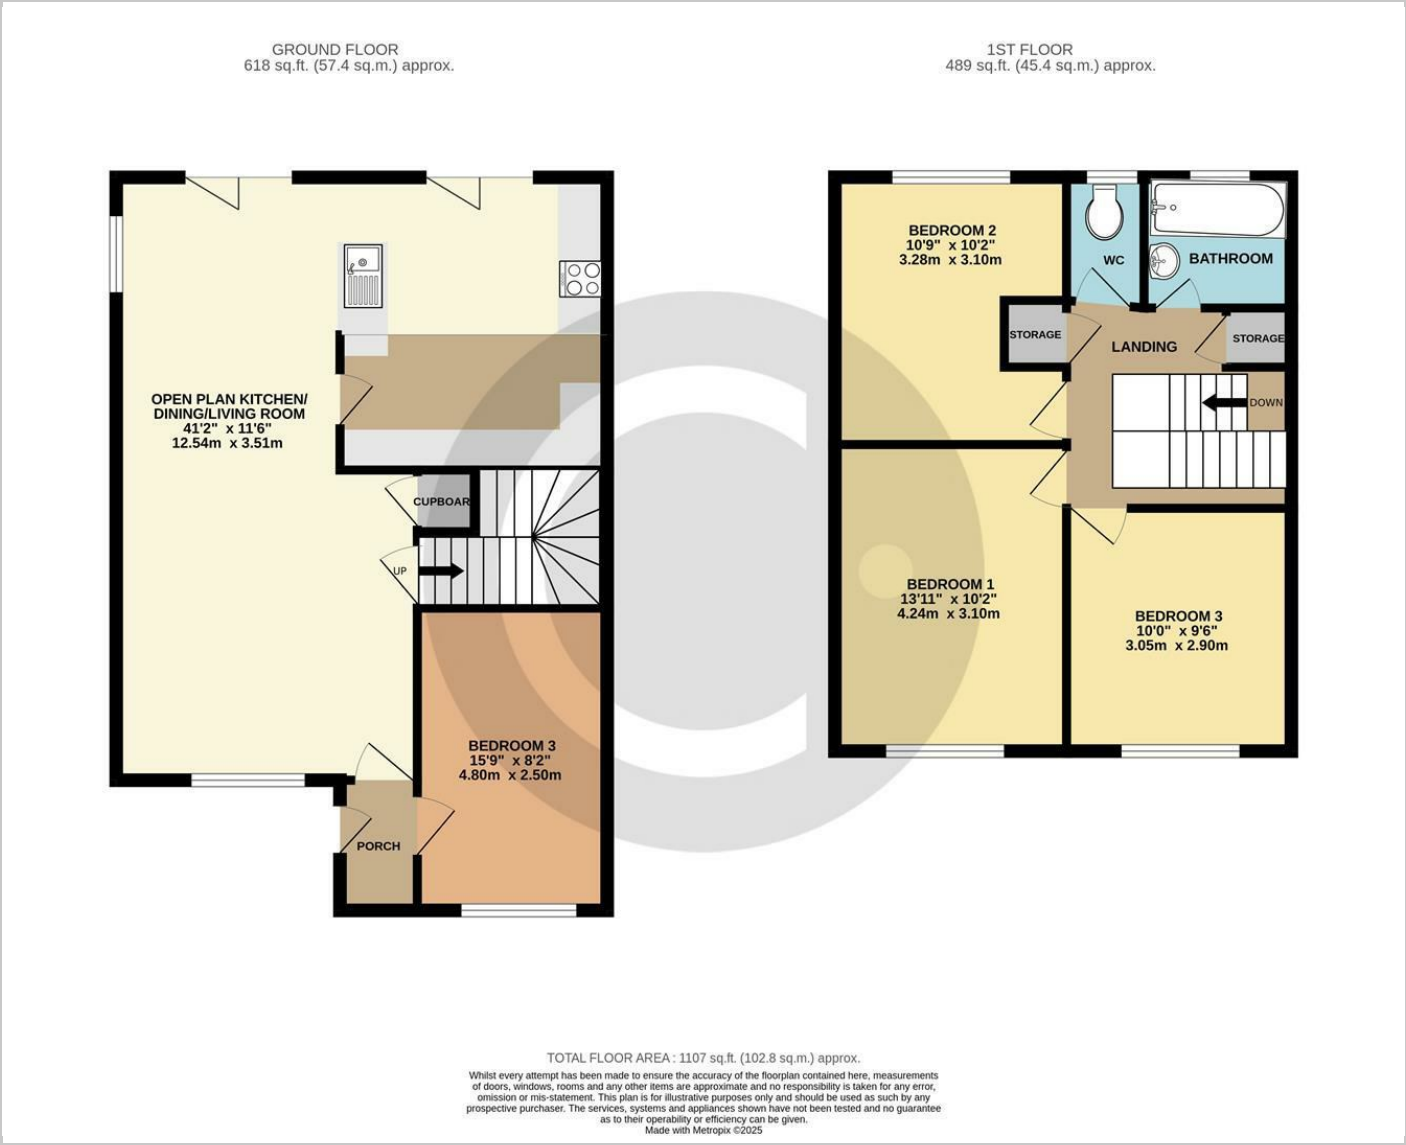 GROUND FLOOR
618 sq.ft. (57.4 sq.m.) approx.
1ST FLOOR
489 sq.ft. (45.4 sq.m.) approx.
OPEN PLAN KITCHEN/
DINING/LIVING ROOM
41'2" x 11'6"
12.54m x 3.51m
CUPBOAR
UP
BEDROOM 3
15'9" x 8'2"
4.80m x 2.50m
PORCH
BEDROOM 2
10'9" x 10'2"
3.28m x 3.10m
WC
BATHROOM
STORAGE
LANDING
STORAGE
DOWN
BEDROOM 1
13'11" x 10'2"
4.24m x 3.10m
BEDROOM 3
10'0" x 9'6"
3.05m x 2.90m
TOTAL FLOOR AREA : 1107 sq.ft. (102.8 sq.m.) approx.
Whilst every attempt has been made to ensure the accuracy of the floorplan contained here, measurements
of doors, windows, rooms and any other items are approximate and no responsibility is taken for any error,
omission or mis-statement. This plan is for illustrative purposes only and should be used as such by any
prospective purchaser. The services, systems and appliances shown have not been tested and no guarantee
as to their operability or efficiency can be given.
Made with Metropix ©2025